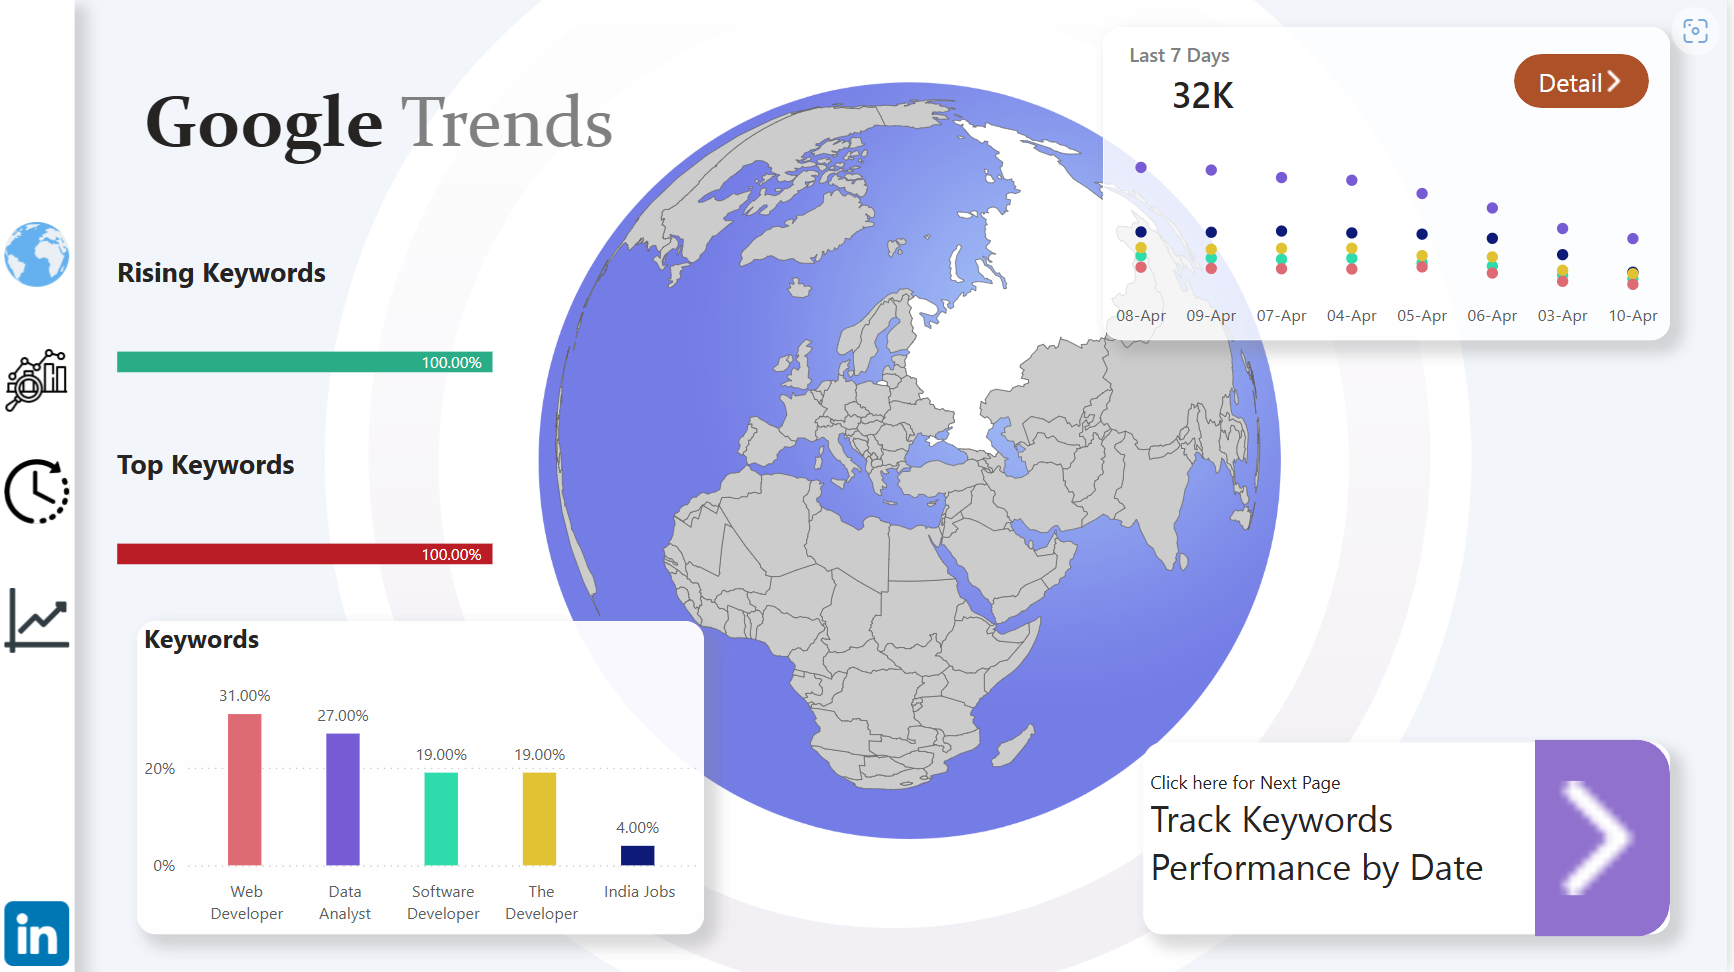 Google Trends
Last 7 Days
32K
Detail
08-Apr 09-Apr 07-Apr 04-Apr 05-Apr 06-Apr 03-Apr 10-Apr
Rising Keywords
100.00%
Top Keywords
100.00%
Keywords
31.00%
27.00%
19.00%
19.00%
4.00%
20%
0%
Web Developer
Data Analyst
Software Developer
The Developer
India Jobs
Click here for Next Page
Track Keywords
Performance by Date
in